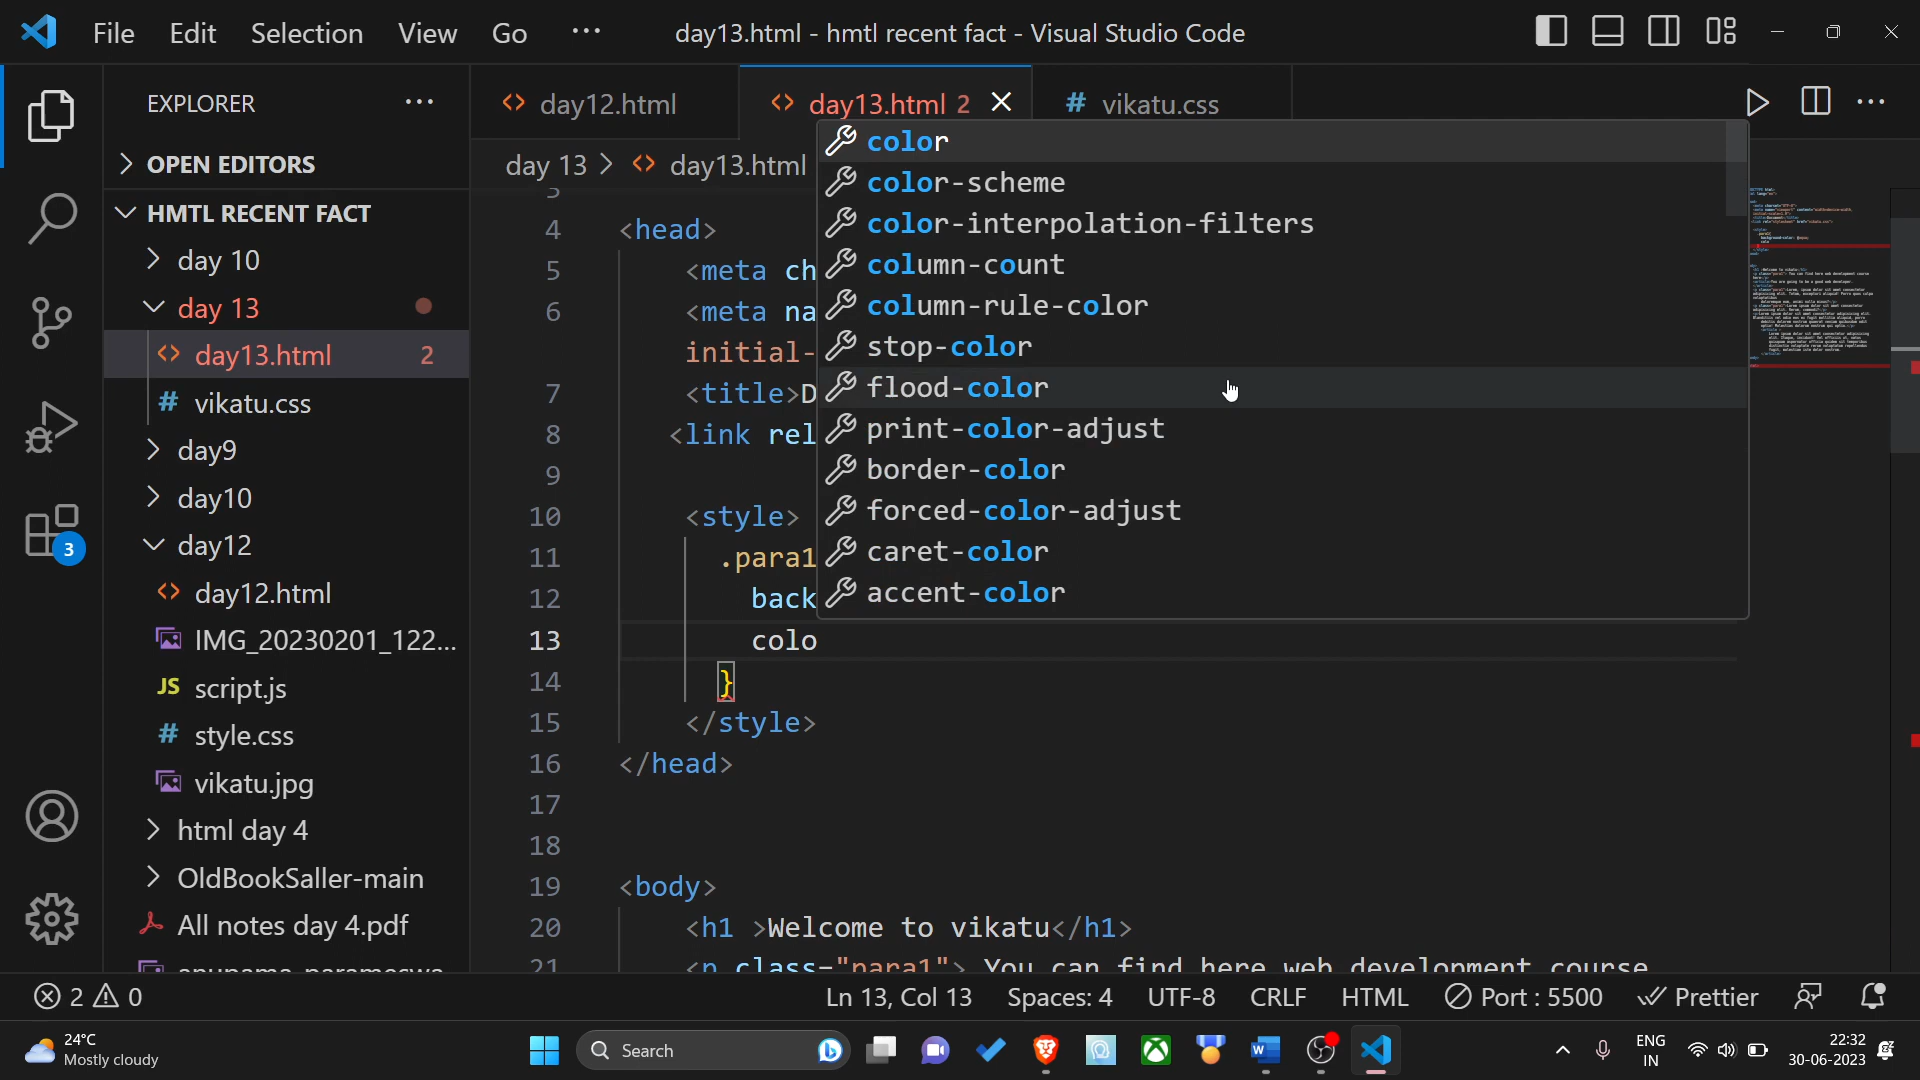 File Edit Selection View Go ··· day13.html - hmtl recent fact - Visual Studio Code
EXPLORER ···
OPEN EDITORS
HMTL RECENT FACT
day 10
day 13
day13.html 2
vikatu.css
day9
day10
day12
day12.html
IMG_20230201_122...
script.js
style.css
vikatu.jpg
html day 4
OldBookSaller-main
All notes day 4.pdf
day12.html
day13.html 2
vikatu.css
day 13 > day13.html
color
color-scheme
color-interpolation-filters
column-count
column-rule-color
stop-color
flood-color
print-color-adjust
border-color
forced-color-adjust
caret-color
accent-color
3
4 <head>
5 <meta ch
6 <meta na
initial-
7 <title>D
8 <link rel
9
10 <style>
11 .para1
12 back
13 colo
14 }
15 </style>
16 </head>
17
18
19 <body>
20 <h1 >Welcome to vikatu</h1>
21 <p class="para1"> You can find here web development course
2 0 Ln 13, Col 13 Spaces: 4 UTF-8 CRLF HTML Port : 5500 Prettier
3
24°C
Mostly cloudy
Search
ENG
IN
22:32
30-06-2023